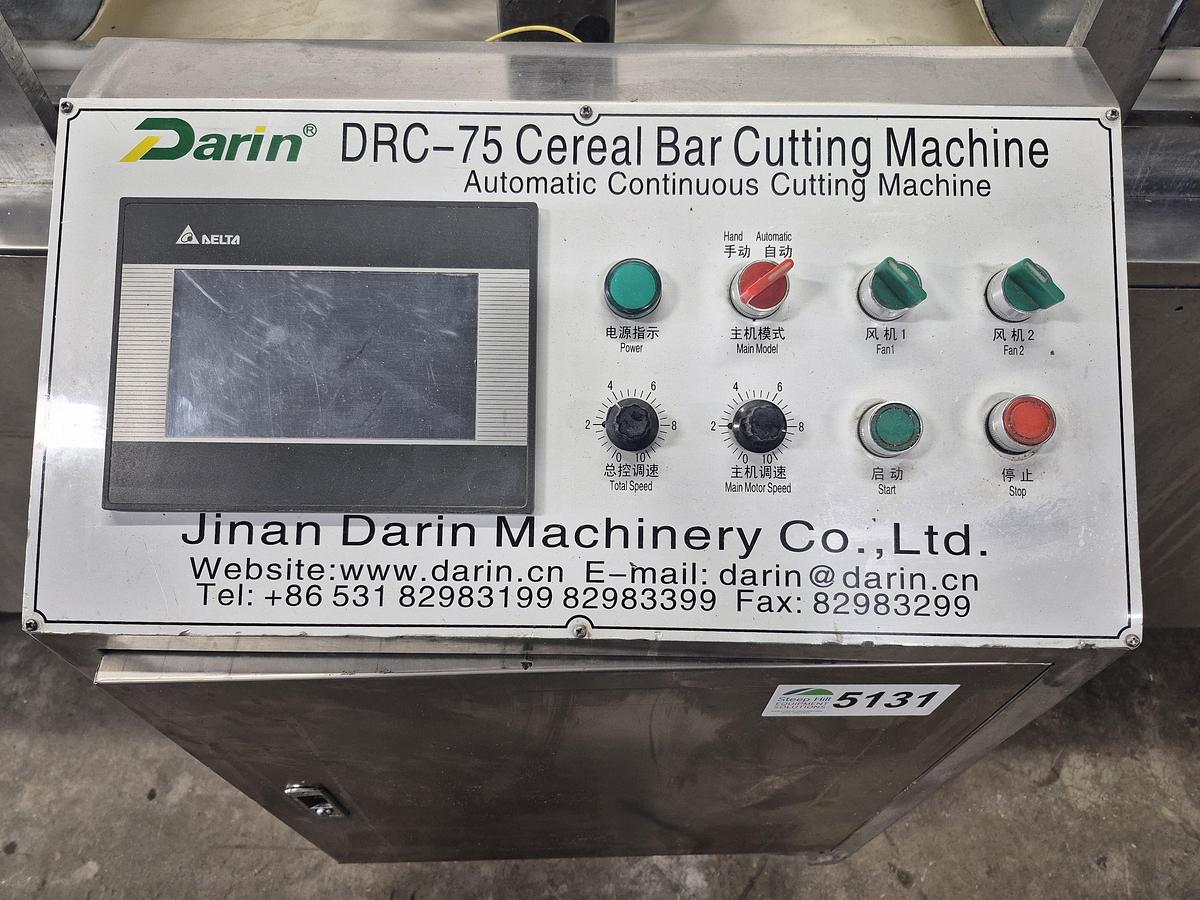 Darin® DRC-75 Cereal Bar Cutting Machine
Automatic Continuous Cutting Machine
DELTA
Hand Automatic
手动 自动
电源指示
Power
主机模式
Main Model
风机1
Fan1
风机2
Fan2
0 2 4 6 8 10
总控调速
Total Speed
0 2 4 6 8 10
主机调速
Main Motor Speed
启动
Start
停止
Stop
Jinan Darin Machinery Co.,Ltd.
Website:www.darin.cn E-mail: darin@darin.cn
Tel: +86 531 82983199 82983399 Fax: 82983299
Steep Hill
EQUIPMENT
SOLUTIONS
5131